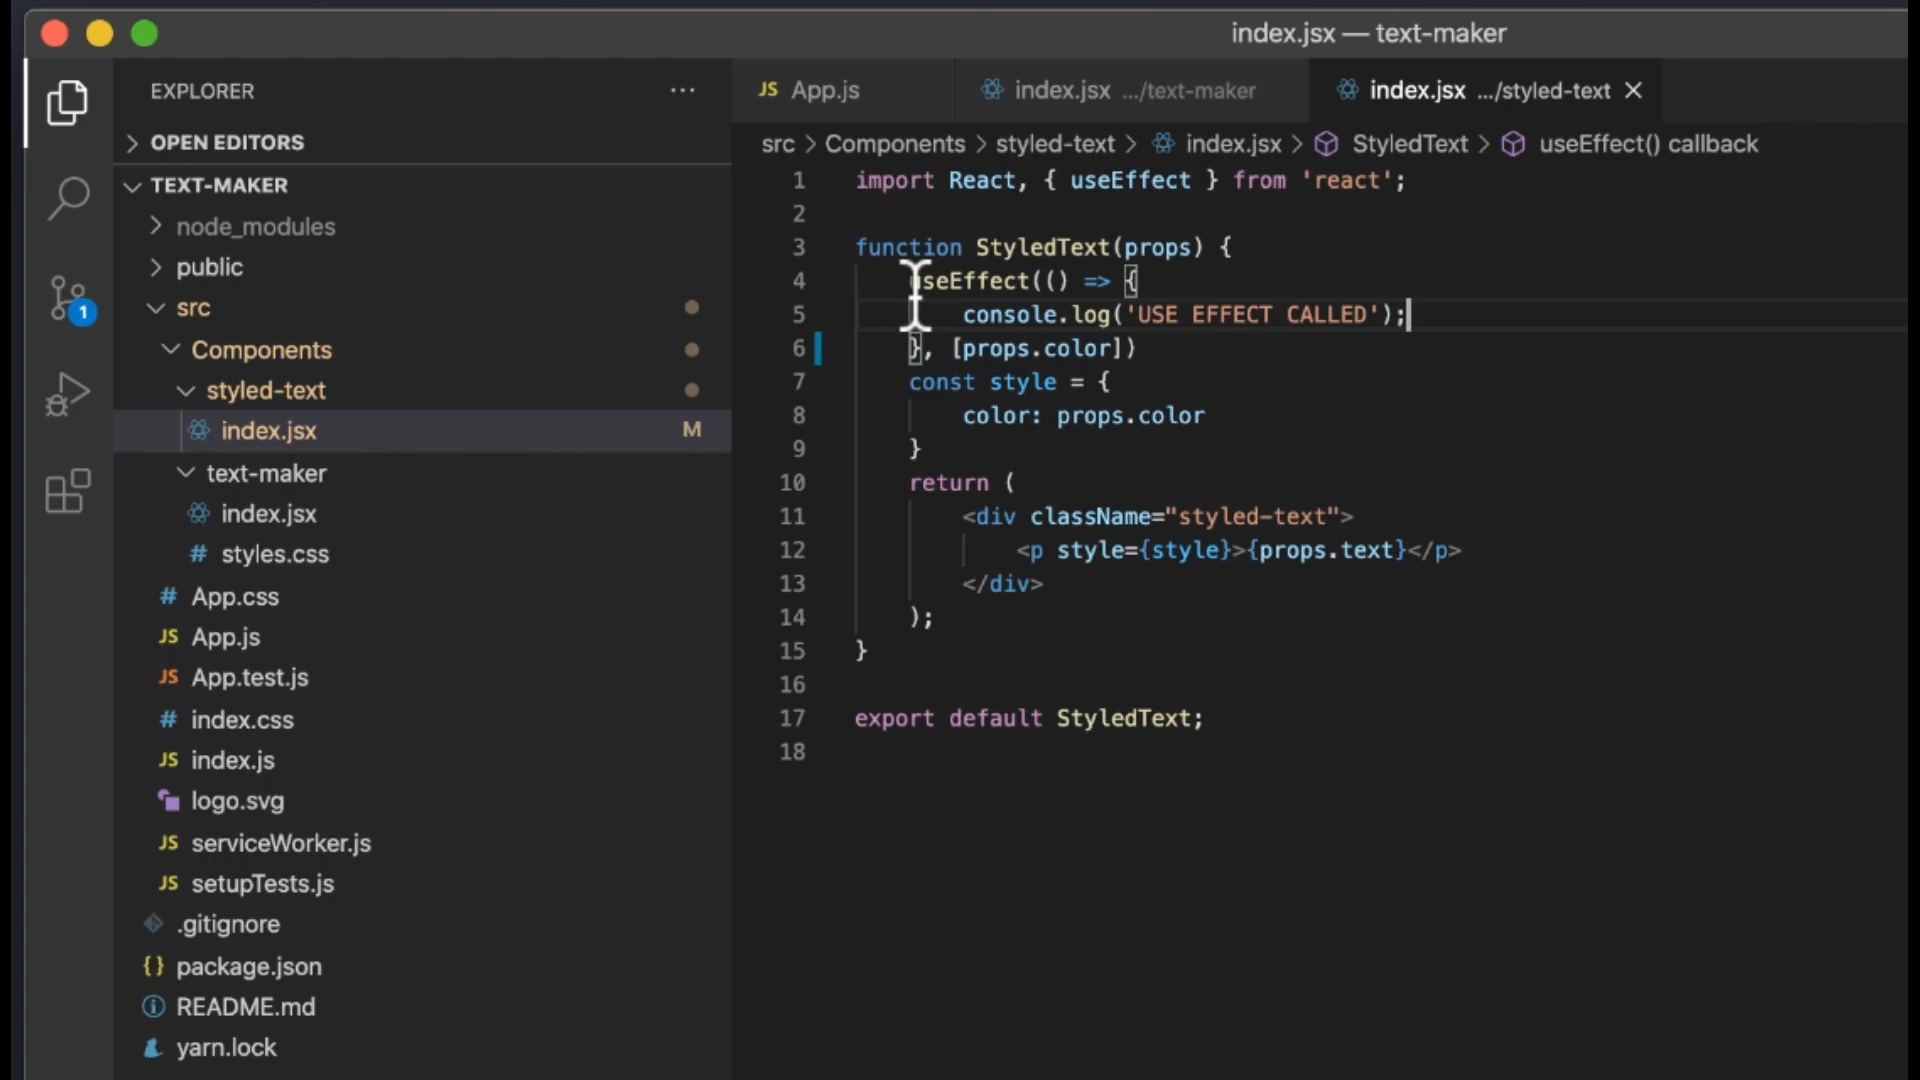 index.jsx — text-maker
EXPLORER
OPEN EDITORS
TEXT-MAKER
node_modules
public
src
Components
styled-text
index.jsx M
text-maker
index.jsx
# styles.css
# App.css
JS App.js
JS App.test.js
# index.css
JS index.js
logo.svg
JS serviceWorker.js
JS setupTests.js
.gitignore
{} package.json
README.md
yarn.lock
1
JS App.js
index.jsx .../text-maker
index.jsx .../styled-text
src > Components > styled-text > index.jsx > StyledText > useEffect() callback
1 import React, { useEffect } from 'react';
2
3 function StyledText(props) {
4 useEffect(() => {
5 console.log('USE EFFECT CALLED');
6 }, [props.color])
7 const style = {
8 color: props.color
9 }
10 return (
11 <div className="styled-text">
12 <p style={style}>{props.text}</p>
13 </div>
14 );
15 }
16
17 export default StyledText;
18